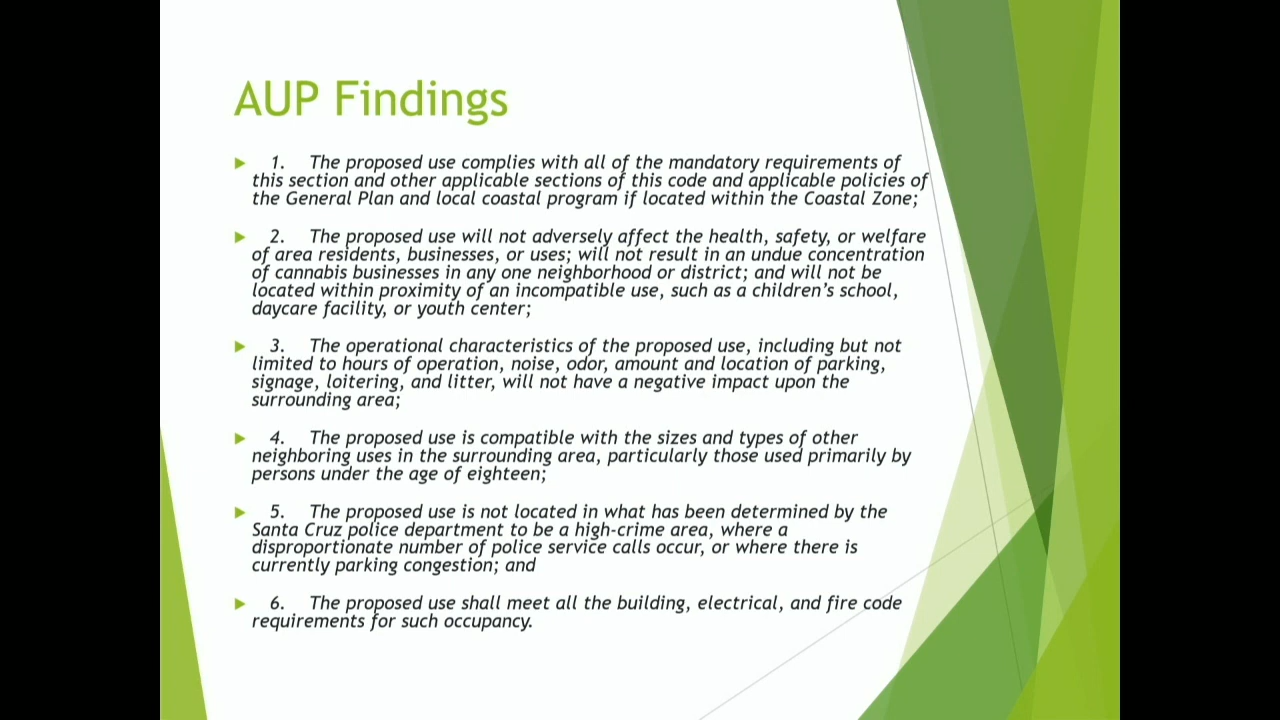 AUP Findings
1. The proposed use complies with all of the mandatory requirements of
this section and other applicable sections of this code and applicable policies of
the General Plan and local coastal program if located within the Coastal Zone;
2. The proposed use will not adversely affect the health, safety, or welfare
of area residents, businesses, or uses; will not result in an undue concentration
of cannabis businesses in any one neighborhood or district; and will not be
located within proximity of an incompatible use, such as a children’s school,
daycare facility, or youth center;
3. The operational characteristics of the proposed use, including but not
limited to hours of operation, noise, odor, amount and location of parking,
signage, loitering, and litter, will not have a negative impact upon the
surrounding area;
4. The proposed use is compatible with the sizes and types of other
neighboring uses in the surrounding area, particularly those used primarily by
persons under the age of eighteen;
5. The proposed use is not located in what has been determined by the
Santa Cruz police department to be a high-crime area, where a
disproportionate number of police service calls occur, or where there is
currently parking congestion; and
6. The proposed use shall meet all the building, electrical, and fire code
requirements for such occupancy.